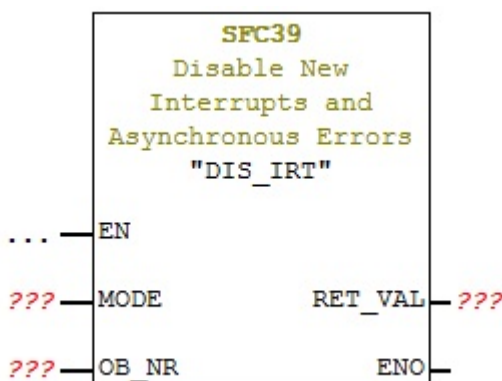 SFC39
Disable New
Interrupts and
Asynchronous Errors
"DIS_IRT"
... EN
??? MODE RET_VAL ???
??? OB_NR ENO